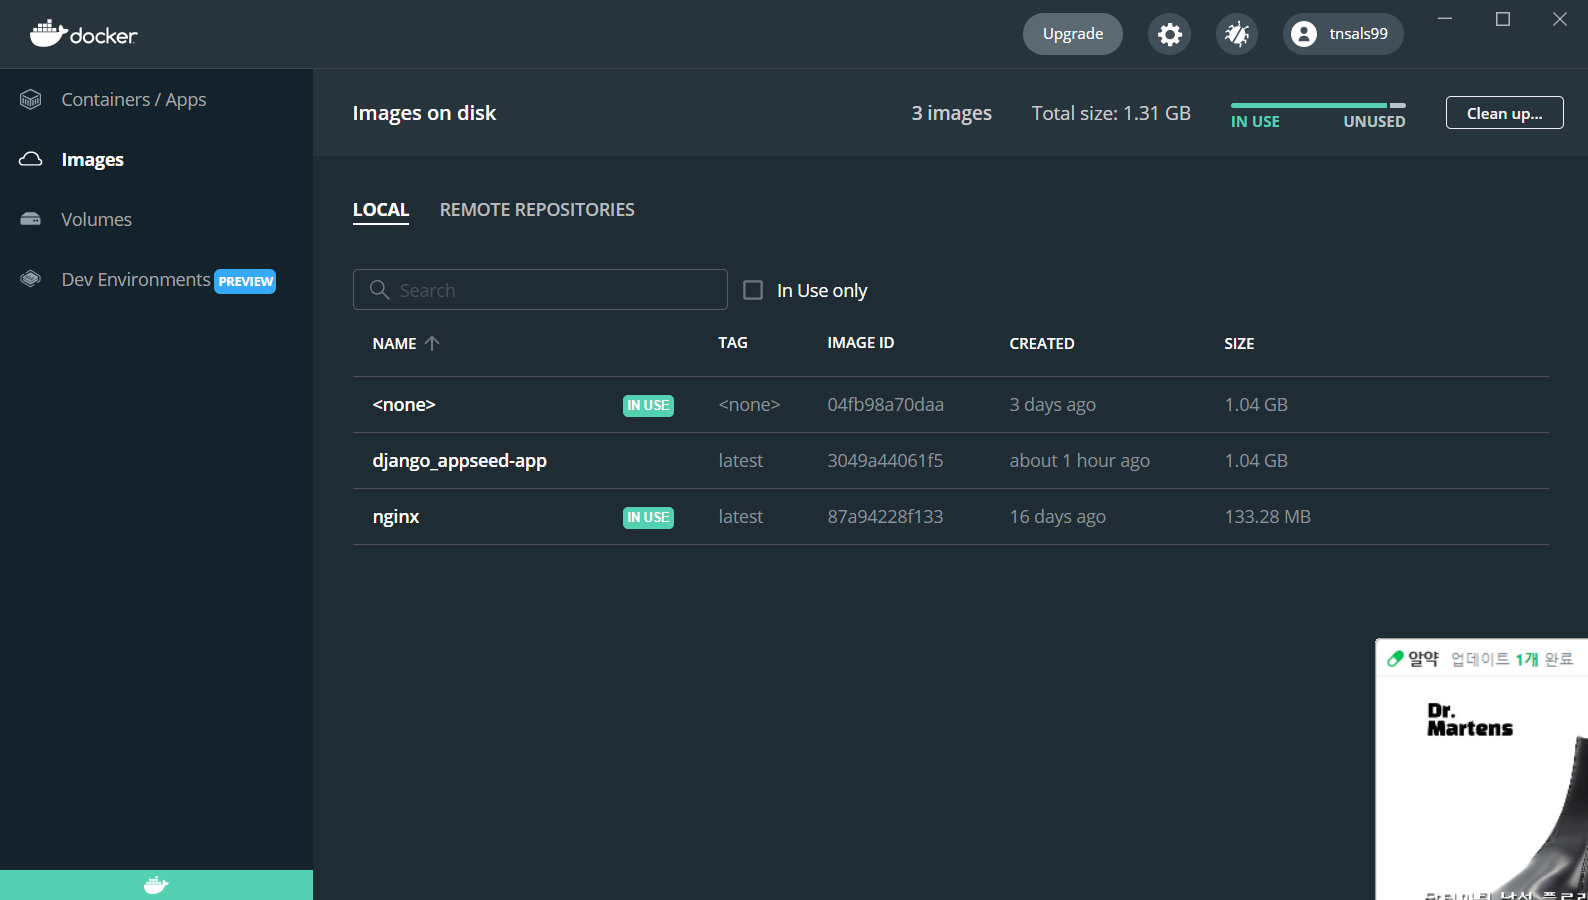 docker
Upgrade
tnsals99
Containers / Apps
Images
Volumes
Dev Environments PREVIEW
Images on disk
3 images
Total size: 1.31 GB
IN USE
UNUSED
Clean up...
LOCAL
REMOTE REPOSITORIES
Search
In Use only
NAME TAG IMAGE ID CREATED SIZE
<none> IN USE <none> 04fb98a70daa 3 days ago 1.04 GB
django_appseed-app latest 3049a44061f5 about 1 hour ago 1.04 GB
nginx IN USE latest 87a94228f133 16 days ago 133.28 MB
알약 업데이트 1개 완료
Dr.
Martens